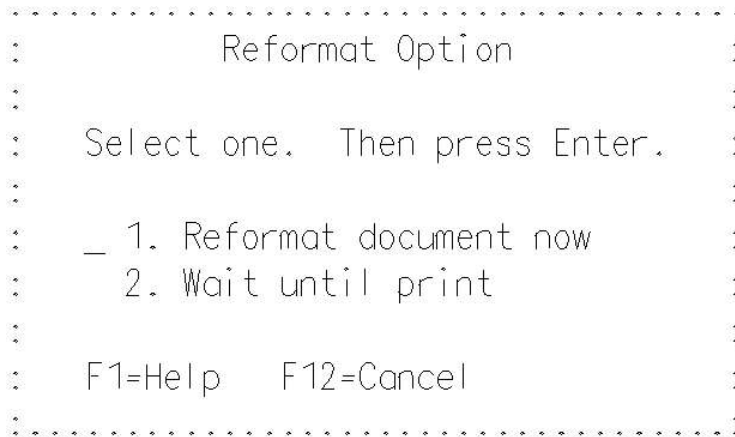 Reformat Option
Select one. Then press Enter.
_ 1. Reformat document now
2. Wait until print
F1=Help F12=Cancel